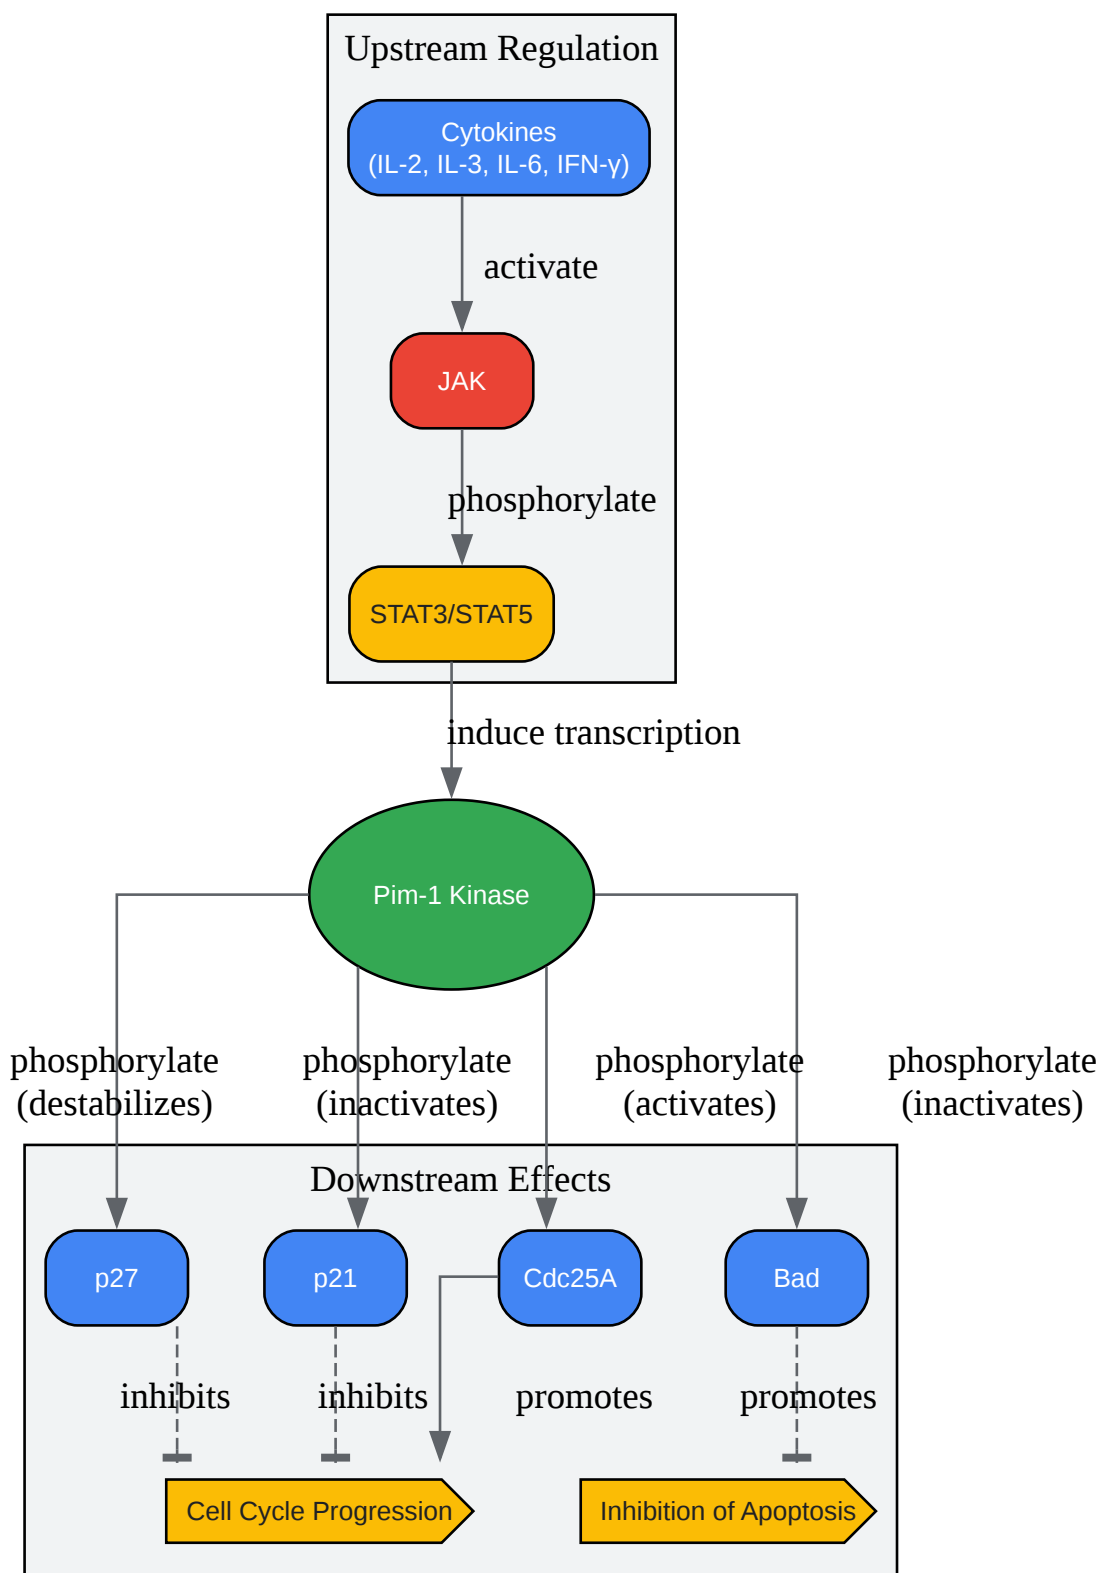 Upstream Regulation
Cytokines
(IL-2, IL-3, IL-6, IFN-γ)
activate
JAK
phosphorylate
STAT3/STAT5
induce transcription
Pim-1 Kinase
phosphorylate
(destabilizes)
phosphorylate
(inactivates)
phosphorylate
(activates)
phosphorylate
(inactivates)
Downstream Effects
p27
p21
Cdc25A
Bad
inhibits
inhibits
promotes
promotes
Cell Cycle Progression
Inhibition of Apoptosis